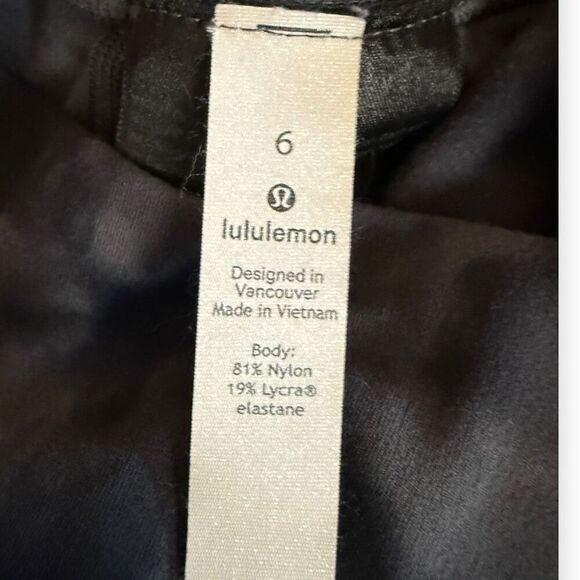 6
lululemon
Designed in
Vancouver
Made in Vietnam
Body:
81% Nylon
19% Lycra®
elastane